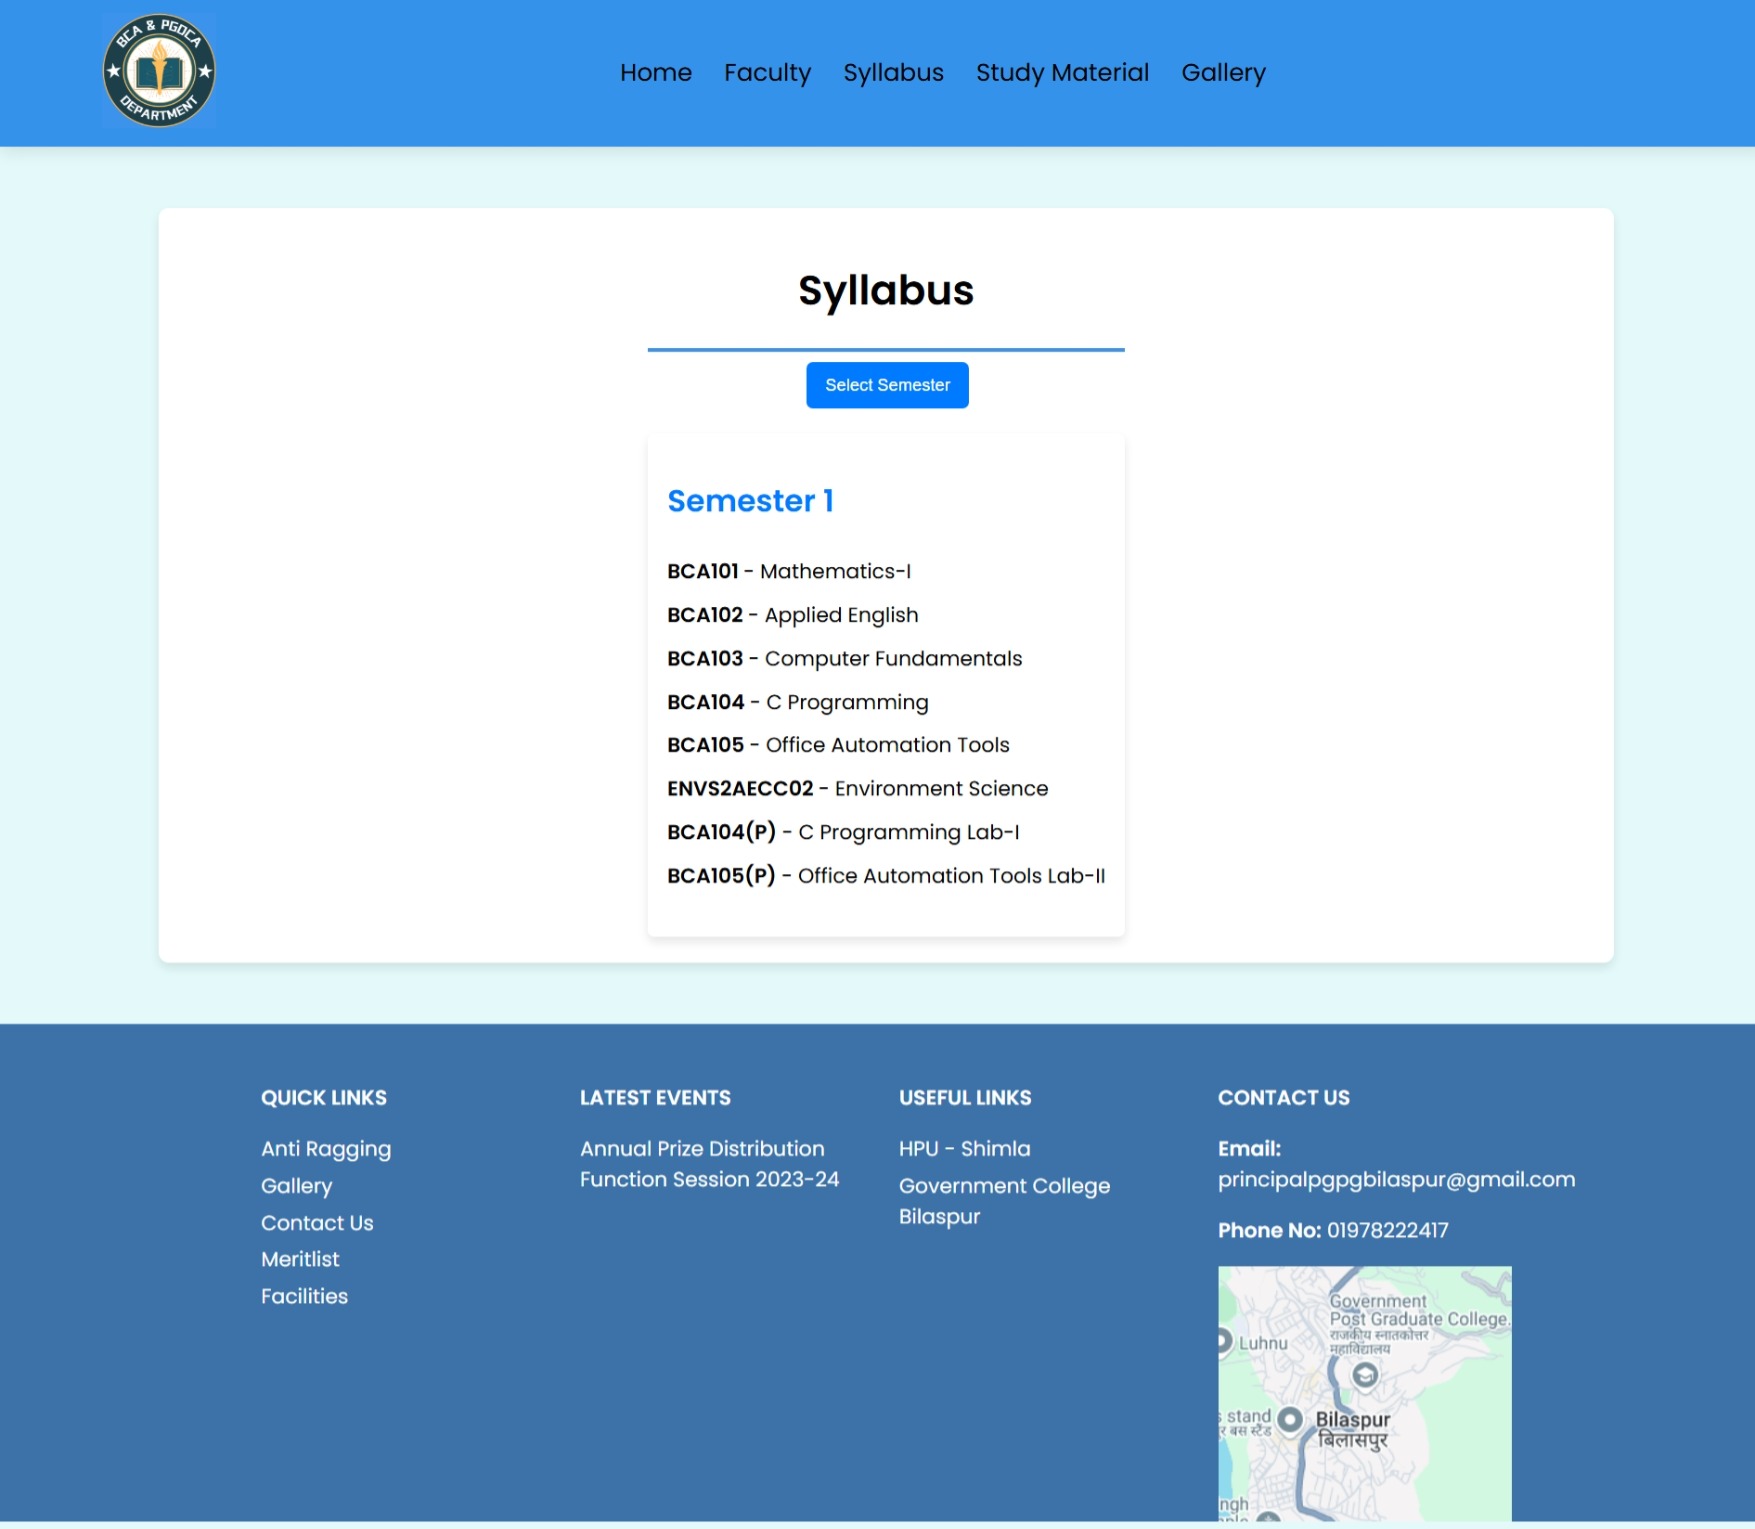 BCA & PGDCA
DEPARTMENT
Home Faculty Syllabus Study Material Gallery
Syllabus
Select Semester
Semester 1
BCA101 - Mathematics-I
BCA102 - Applied English
BCA103 - Computer Fundamentals
BCA104 - C Programming
BCA105 - Office Automation Tools
ENVS2AECC02 - Environment Science
BCA104(P) - C Programming Lab-I
BCA105(P) - Office Automation Tools Lab-II
QUICK LINKS
Anti Ragging
Gallery
Contact Us
Meritlist
Facilities
LATEST EVENTS
Annual Prize Distribution
Function Session 2023-24
USEFUL LINKS
HPU - Shimla
Government College
Bilaspur
CONTACT US
Email:
principalpgpgbilaspur@gmail.com
Phone No: 01978222417
Government
Post Graduate College.
राजकीय स्नातकोत्तर
महाविद्यालय
Luhnu
stand
र बस स्टैंड
Bilaspur
बिलासपुर
ngh